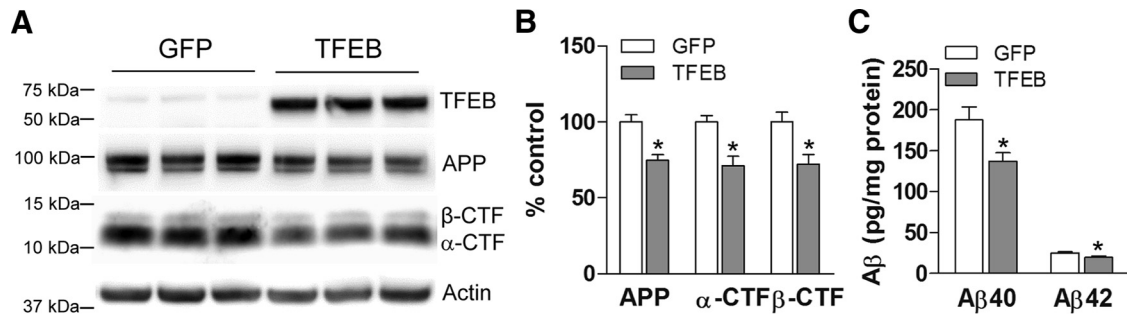 A
GFP TFEB
75 kDa
50 kDa
TFEB
100 kDa
APP
15 kDa
10 kDa
β-CTF
α-CTF
37 kDa
Actin
B
GFP
TFEB
% control
150
100
50
0
APP α-CTF β-CTF
* * *
C
GFP
TFEB
Aβ (pg/mg protein)
250
200
150
100
50
0
Aβ40 Aβ42
* *